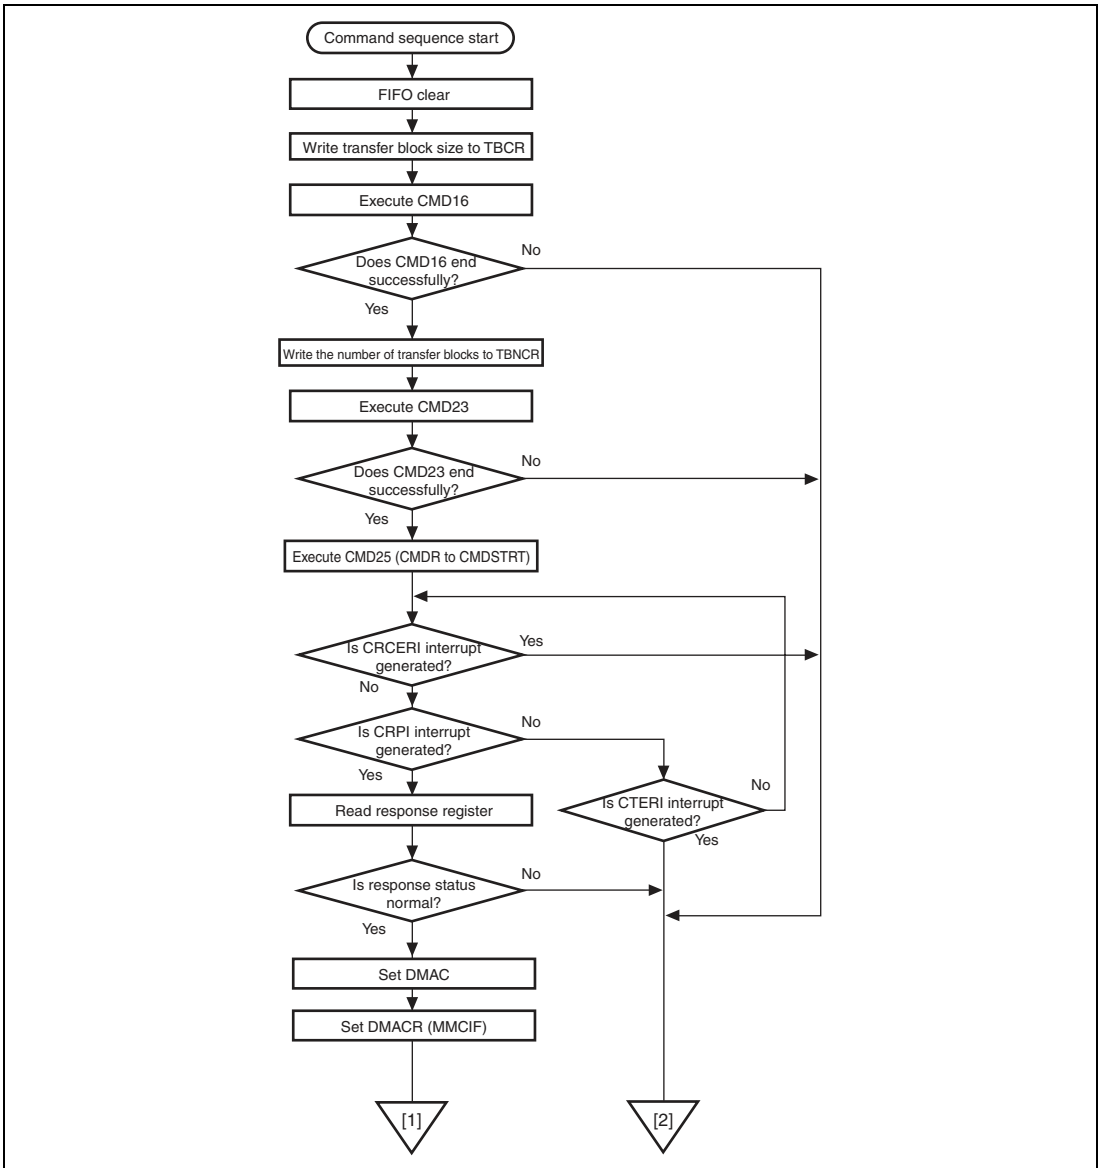 Command sequence start
FIFO clear
Write transfer block size to TBCR
Execute CMD16
No
Does CMD16 end
successfully?
Yes
Write the number of transfer blocks to TBNCR
Execute CMD23
No
Does CMD23 end
successfully?
Yes
Execute CMD25 (CMDR to CMDSTRT)
Is CRCERI interrupt
generated?
Yes
No
Is CRPI interrupt
generated?
No
Yes
Read response register
Is CTERI interrupt
generated?
No
Yes
Is response status
normal?
No
Yes
Set DMAC
Set DMACR (MMCIF)
[1]
[2]